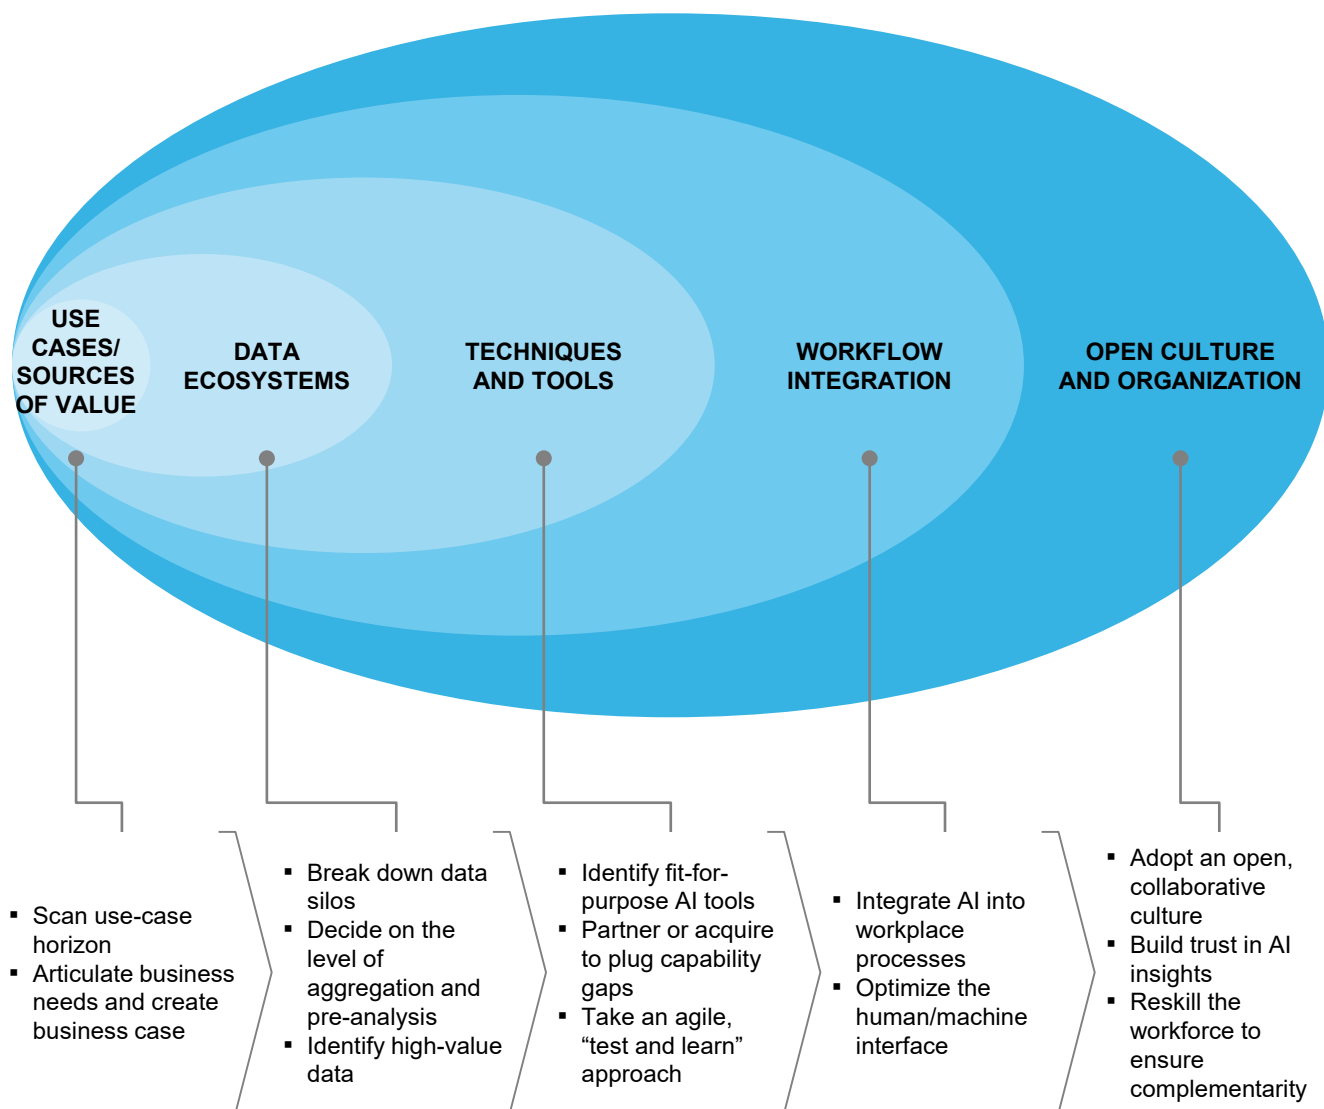 USE
CASES/
SOURCES
OF VALUE
DATA
ECOSYSTEMS
TECHNIQUES
AND TOOLS
WORKFLOW
INTEGRATION
OPEN CULTURE
AND ORGANIZATION
▪ Scan use-case
horizon
▪ Articulate business
needs and create
business case
▪ Break down data
silos
▪ Decide on the
level of
aggregation and
pre-analysis
▪ Identify high-value
data
▪ Identify fit-for-
purpose AI tools
▪ Partner or acquire
to plug capability
gaps
▪ Take an agile,
“test and learn”
approach
▪ Integrate AI into
workplace
processes
▪ Optimize the
human/machine
interface
▪ Adopt an open,
collaborative
culture
▪ Build trust in AI
insights
▪ Reskill the
workforce to
ensure
complementarity